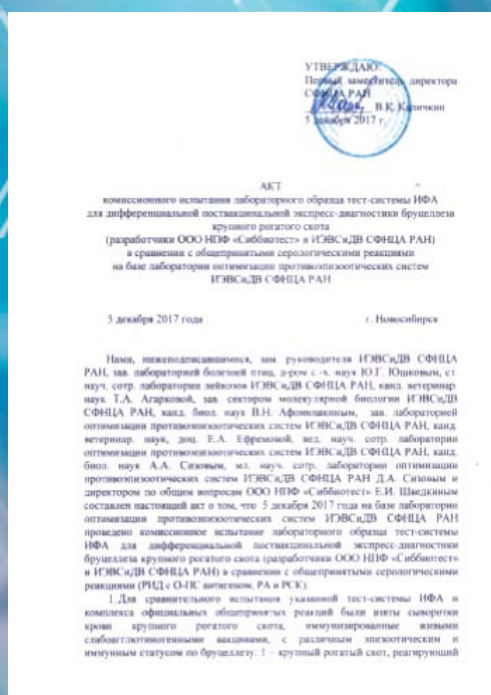 УТВЕРЖДАЮ:
Первый заместитель директора
СФНЦА РАН
В.К. Каличкин
5 декабря 2017 г.
АКТ
комиссионного испытания лабораторного образца тест-системы ИФА
для дифференциальной поствакцинальной экспресс-диагностики бруцеллеза
крупного рогатого скота
(разработчики ООО НПФ «Сиббиотест» и ИЭВСиДВ СФНЦА РАН)
в сравнении с общепринятыми серологическими реакциями
на базе лаборатории оптимизации противоэпизоотических систем
ИЭВСиДВ СФНЦА РАН
5 декабря 2017 года г. Новосибирск
Нами, нижеподписавшимися, зам. руководителя ИЭВСиДВ СФНЦА
РАН, зав. лабораторией болезней птиц, д-ром с.-х. наук Ю.Г. Юшковым, ст.
науч. сотр. лаборатории лейкозов ИЭВСиДВ СФНЦА РАН, канд. ветеринар.
наук Т.А. Агарковой, зав. сектором молекулярной биологии ИЭВСиДВ
СФНЦА РАН, канд. биол. наук В.Н. Афонюшкиным, зав. лабораторией
оптимизации противоэпизоотических систем ИЭВСиДВ СФНЦА РАН, канд.
ветеринар. наук, доц. Е.А. Ефремовой, вед. науч. сотр. лаборатории
оптимизации противоэпизоотических систем ИЭВСиДВ СФНЦА РАН, канд.
биол. наук А.А. Сизовым, мл. науч. сотр. лаборатории оптимизации
противоэпизоотических систем ИЭВСиДВ СФНЦА РАН Д.А. Сизовым и
директором по общим вопросам ООО НПФ «Сиббиотест» Е.И. Шведкиным
составлен настоящий акт о том, что 5 декабря 2017 года на базе лаборатории
оптимизации противоэпизоотических систем ИЭВСиДВ СФНЦА РАН
проведено комиссионное испытание лабораторного образца тест-системы
ИФА для дифференциальной поствакцинальной экспресс-диагностики
бруцеллеза крупного рогатого скота (разработчики ООО НПФ «Сиббиотест»
и ИЭВСиДВ СФНЦА РАН) в сравнении с общепринятыми серологическими
реакциями (РИД с О-ПС антигеном, РА и РСК)
1. Для сравнительного испытания указанной тест-системы ИФА и
комплекса официальных общепринятых реакций были взяты сыворотки
крови крупного рогатого скота, иммунизированные живыми
слабоагглютиногенными вакцинами, с различным эпизоотическим и
иммунным статусом по бруцеллезу: 1 – крупный рогатый скот, реагирующий